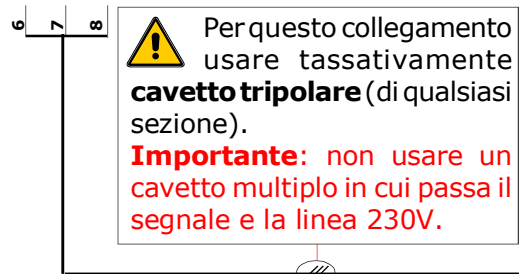 6 7 8
Per questo collegamento
usare tassativamente
cavetto tripolare (di qualsiasi
sezione).
Importante: non usare un
cavetto multiplo in cui passa il
segnale e la linea 230V.